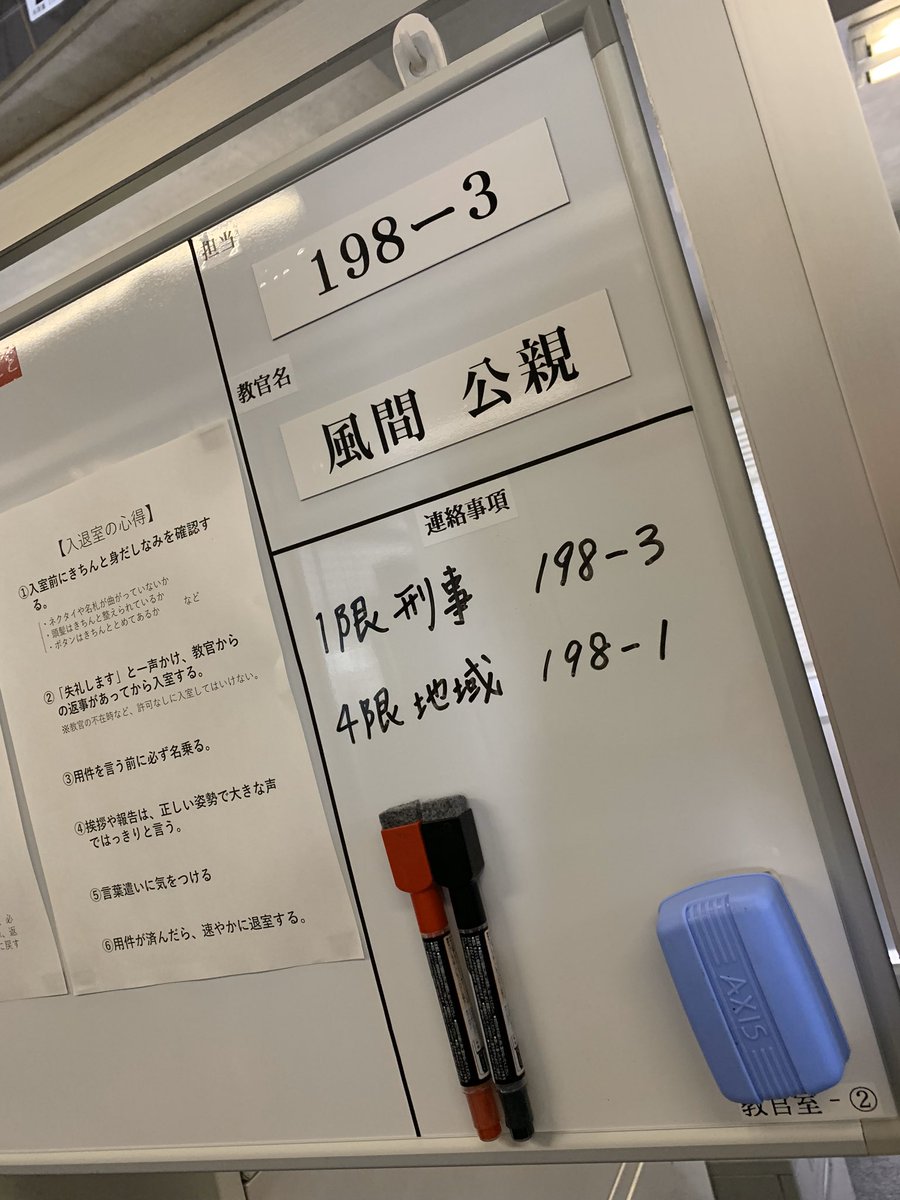 担当
198－3
教官名
風間 公親
連絡事項
1限 刑事 198-3
4限 地域 198-1
【入退室の心得】
①入室前にきちんと身だしなみを確認す
る。
・ネクタイや名札が曲がっていないか
・頭髪はきちんと整えられているか
・ボタンはきちんととめてあるか など
②「失礼します」と一声かけ、教官から
の返事があってから入室する。
※教官の不在時など、許可なしに入室してはいけない。
③用件を言う前に必ず名乗る。
④挨拶や報告は、正しい姿勢で大きな声
ではっきりと言う。
⑤言葉遣いに気をつける
⑥用件が済んだら、速やかに退室する。
必
返
に戻す
AXIS
教官室－②